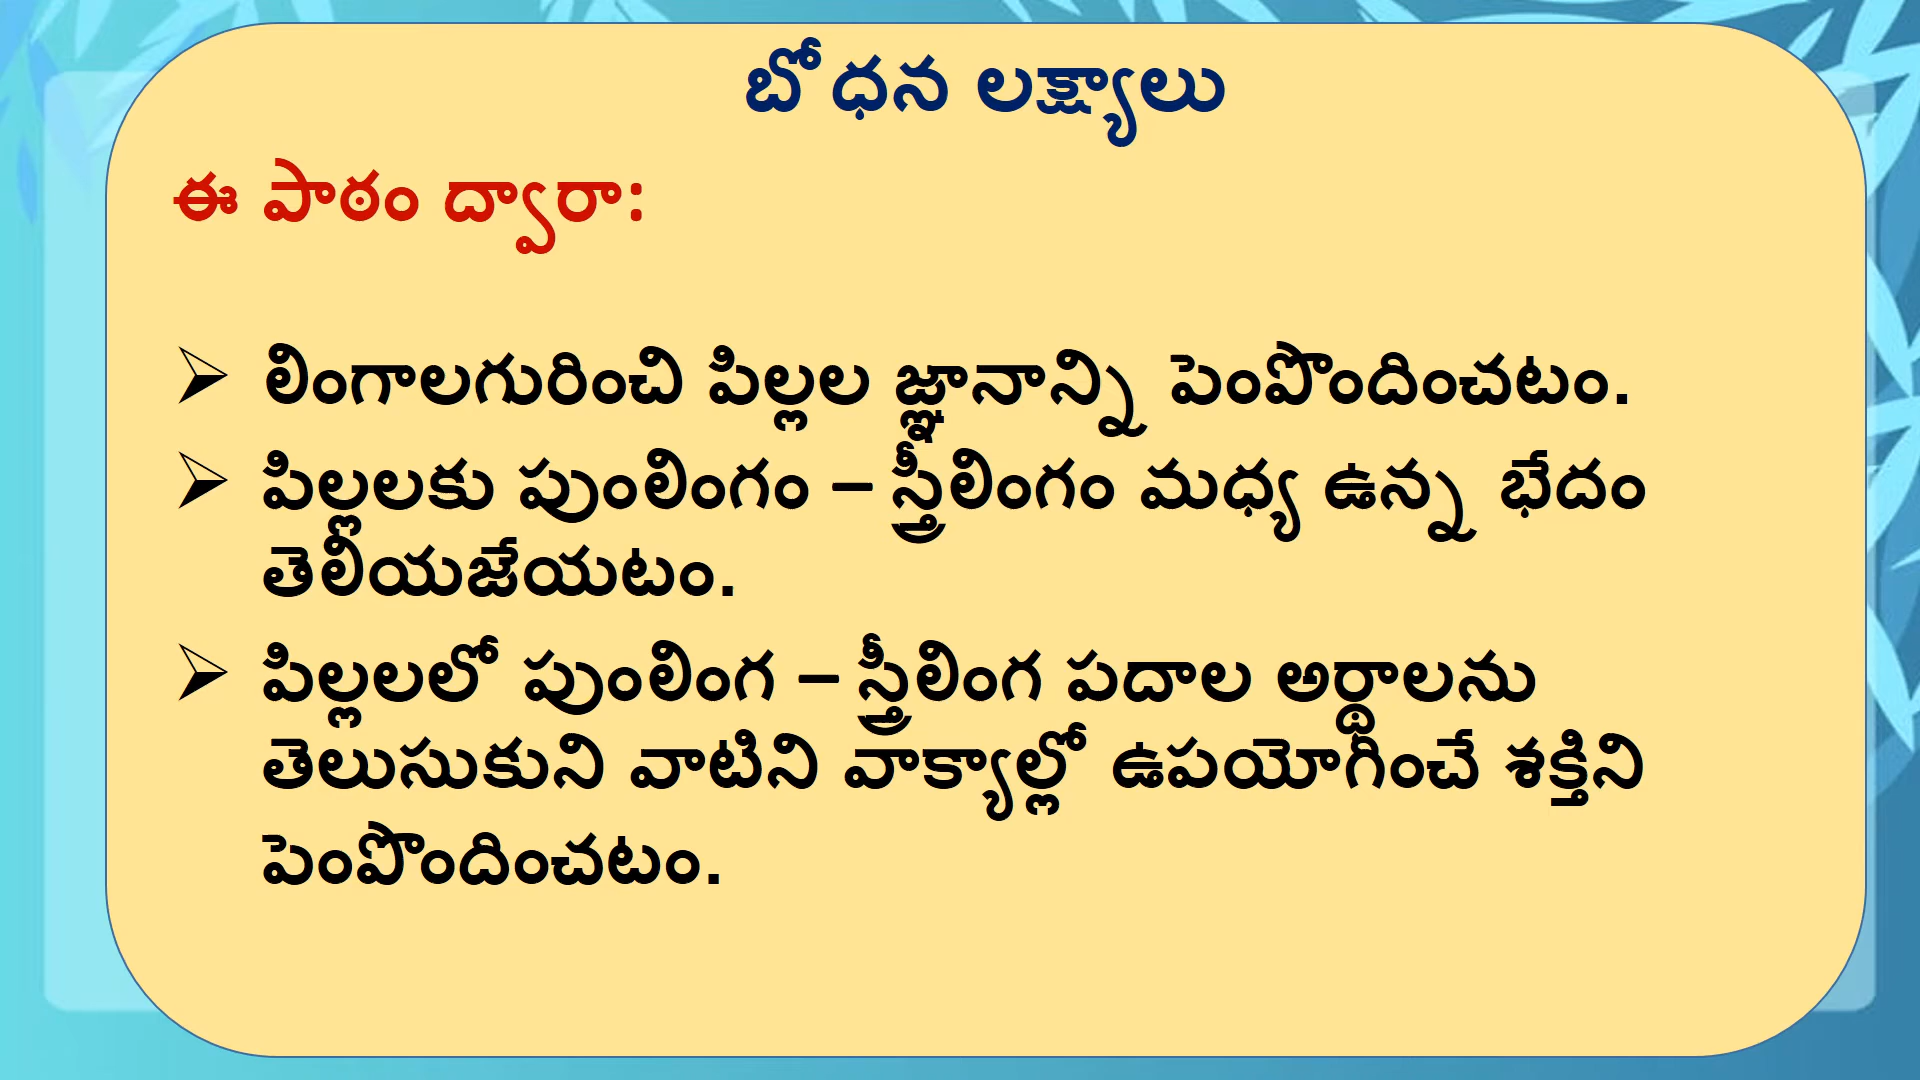 బోధన లక్ష్యాలు
ఈ పాఠం ద్వారా:
➢ లింగాలగురించి పిల్లల జ్ఞానాన్ని పెంపొందించటం.
➢ పిల్లలకు పుంలింగం – స్త్రీలింగం మధ్య ఉన్న భేదం
తెలియజేయటం.
➢ పిల్లలలో పుంలింగ – స్త్రీలింగ పదాల అర్థాలను
తెలుసుకుని వాటిని వాక్యాల్లో ఉపయోగించే శక్తిని
పెంపొందించటం.